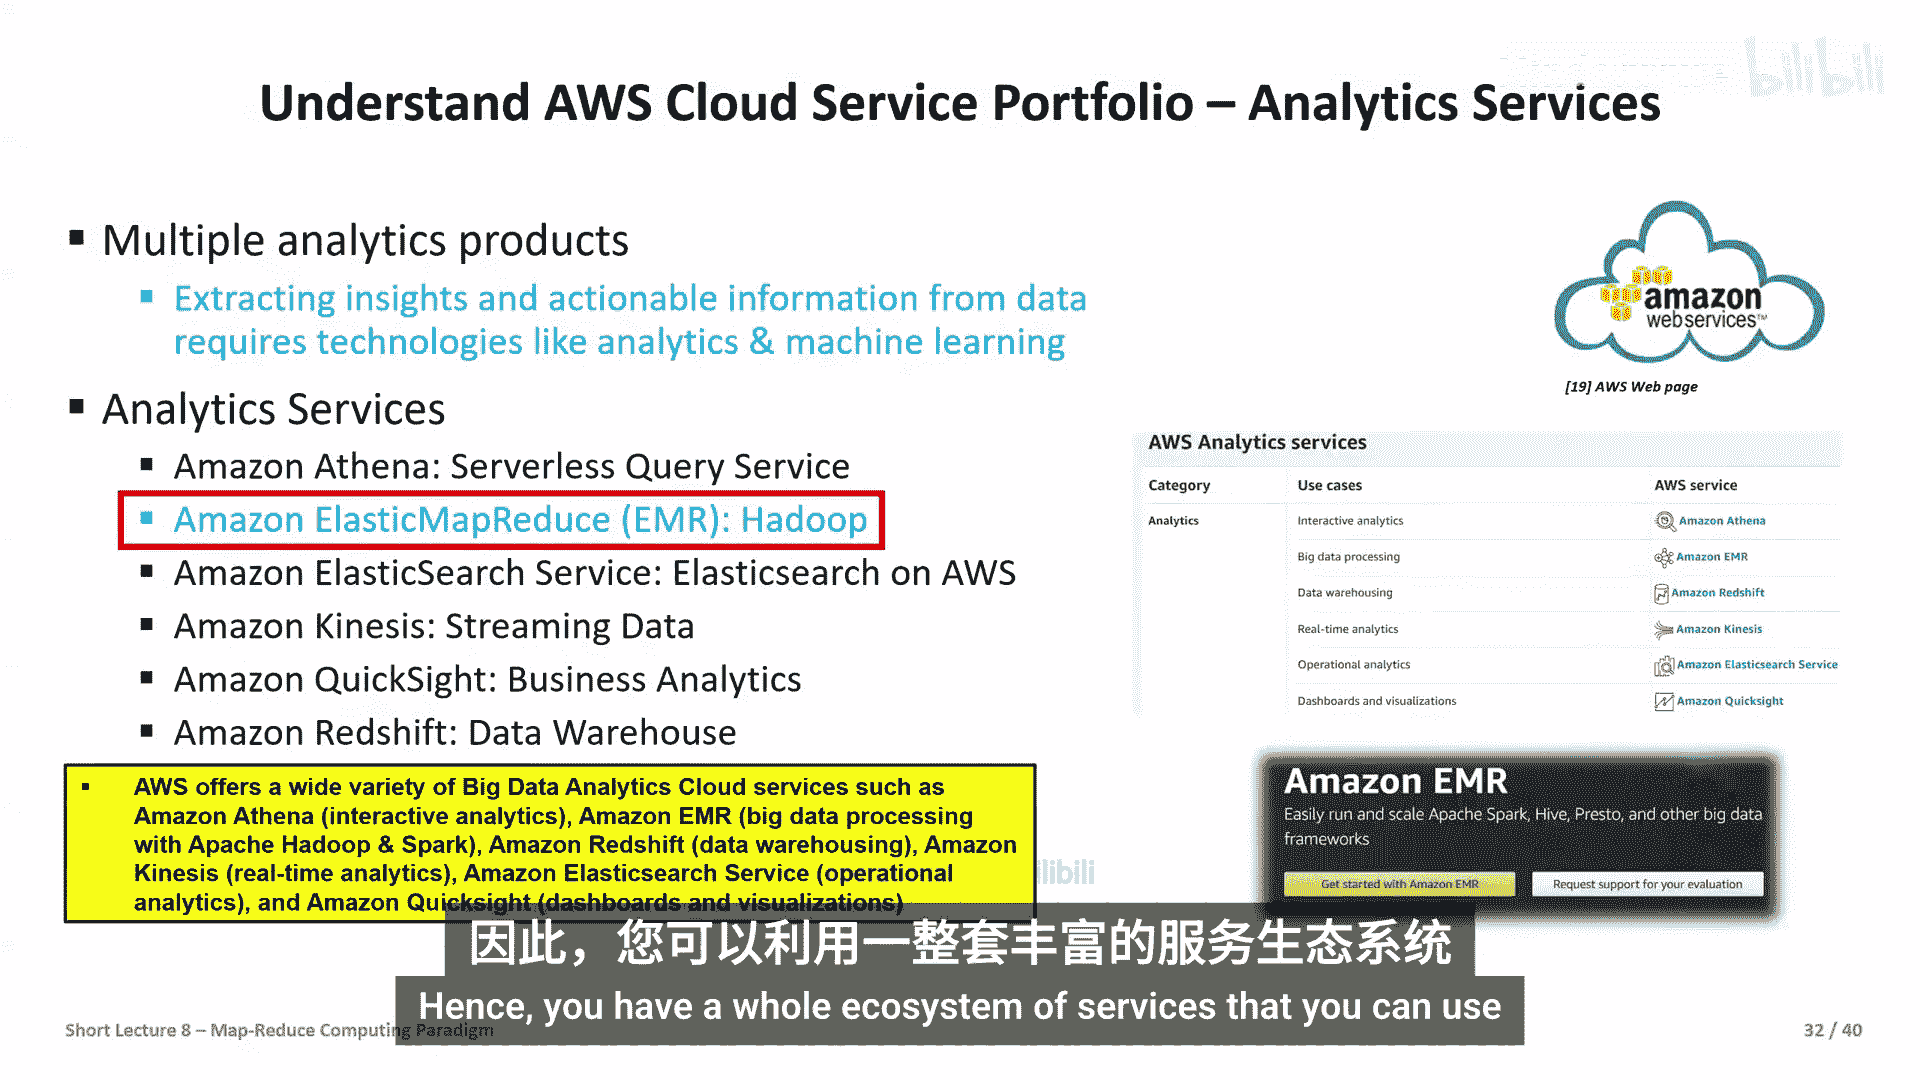 bilibili
Understand AWS Cloud Service Portfolio – Analytics Services
▪ Multiple analytics products
▪ Extracting insights and actionable information from data
requires technologies like analytics & machine learning
▪ Analytics Services
▪ Amazon Athena: Serverless Query Service
▪ Amazon ElasticMapReduce (EMR): Hadoop
▪ Amazon ElasticSearch Service: Elasticsearch on AWS
▪ Amazon Kinesis: Streaming Data
▪ Amazon QuickSight: Business Analytics
▪ Amazon Redshift: Data Warehouse
amazon
webservices™
[19] AWS Web page
AWS Analytics services
Category Use cases AWS service
Analytics Interactive analytics Amazon Athena
Big data processing Amazon EMR
Data warehousing Amazon Redshift
Real-time analytics Amazon Kinesis
Operational analytics Amazon Elasticsearch Service
Dashboards and visualizations Amazon Quicksight
▪ AWS offers a wide variety of Big Data Analytics Cloud services such as
Amazon Athena (interactive analytics), Amazon EMR (big data processing
with Apache Hadoop & Spark), Amazon Redshift (data warehousing), Amazon
Kinesis (real-time analytics), Amazon Elasticsearch Service (operational
analytics), and Amazon Quicksight (dashboards and visualizations)
Amazon EMR
Easily run and scale Apache Spark, Hive, Presto, and other big data
frameworks
Get started with Amazon EMR
Request support for your evaluation
因此，您可以利用一整套丰富的服务生态系统
Hence, you have a whole ecosystem of services that you can use
Short Lecture 8 – Map-Reduce Computing Paradigm
32 / 40